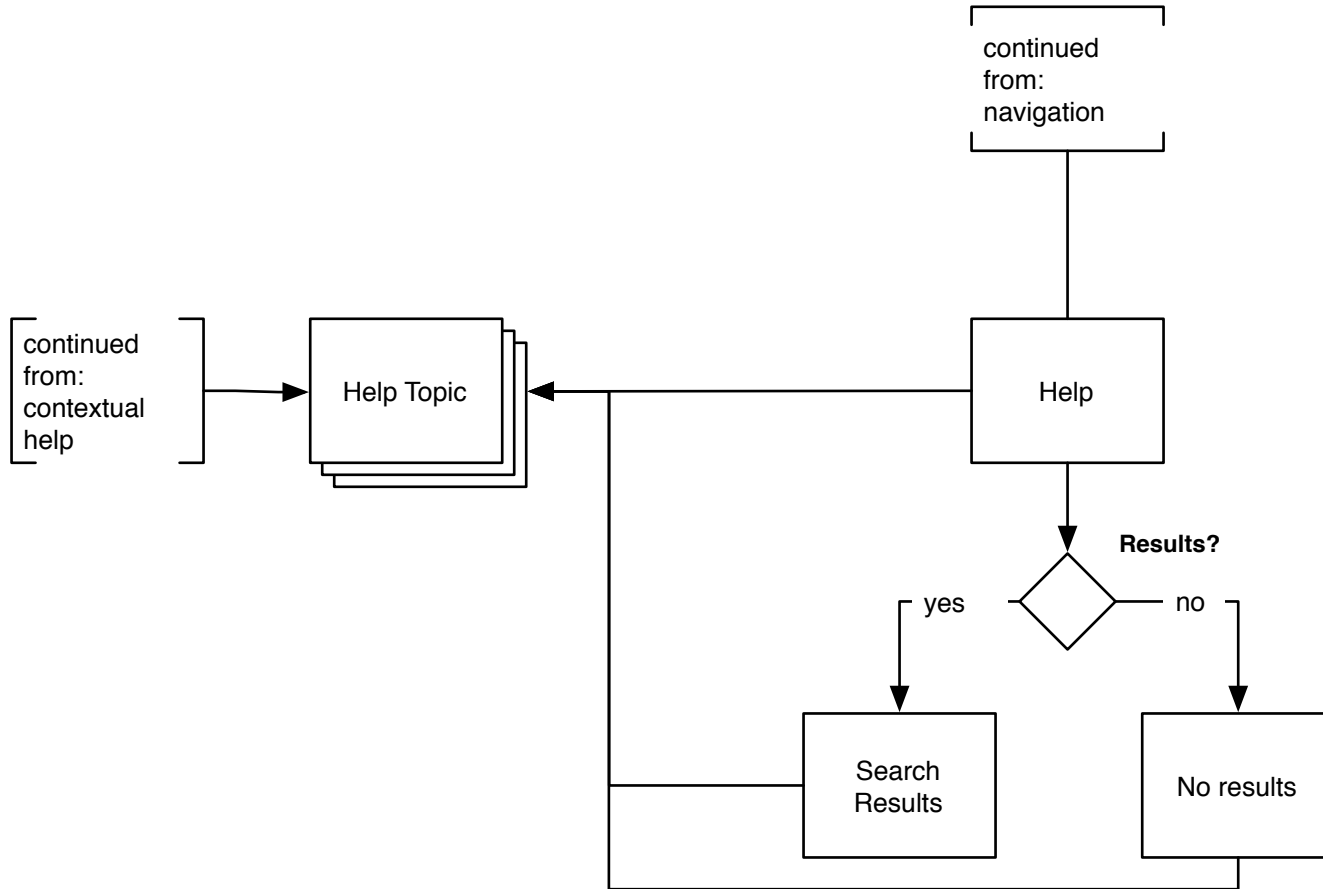 continued
from:
navigation
continued
from:
contextual
help
Help Topic
Help
Results?
yes
no
Search
Results
No results